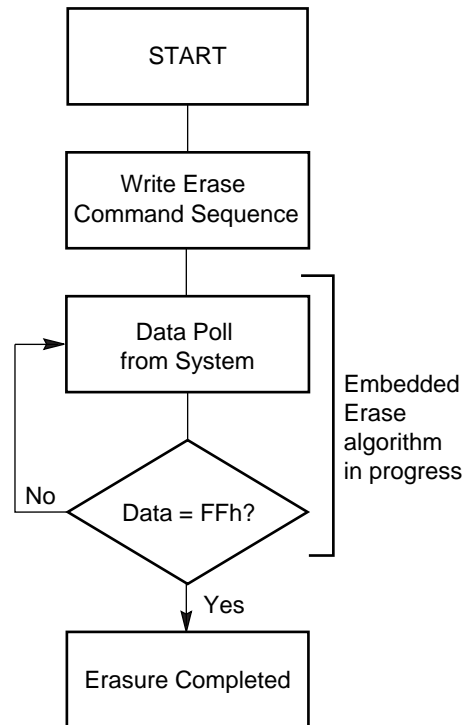 START
Write Erase
Command Sequence
Data Poll
from System
Embedded
Erase
algorithm
in progress
No
Data = FFh?
Yes
Erasure Completed